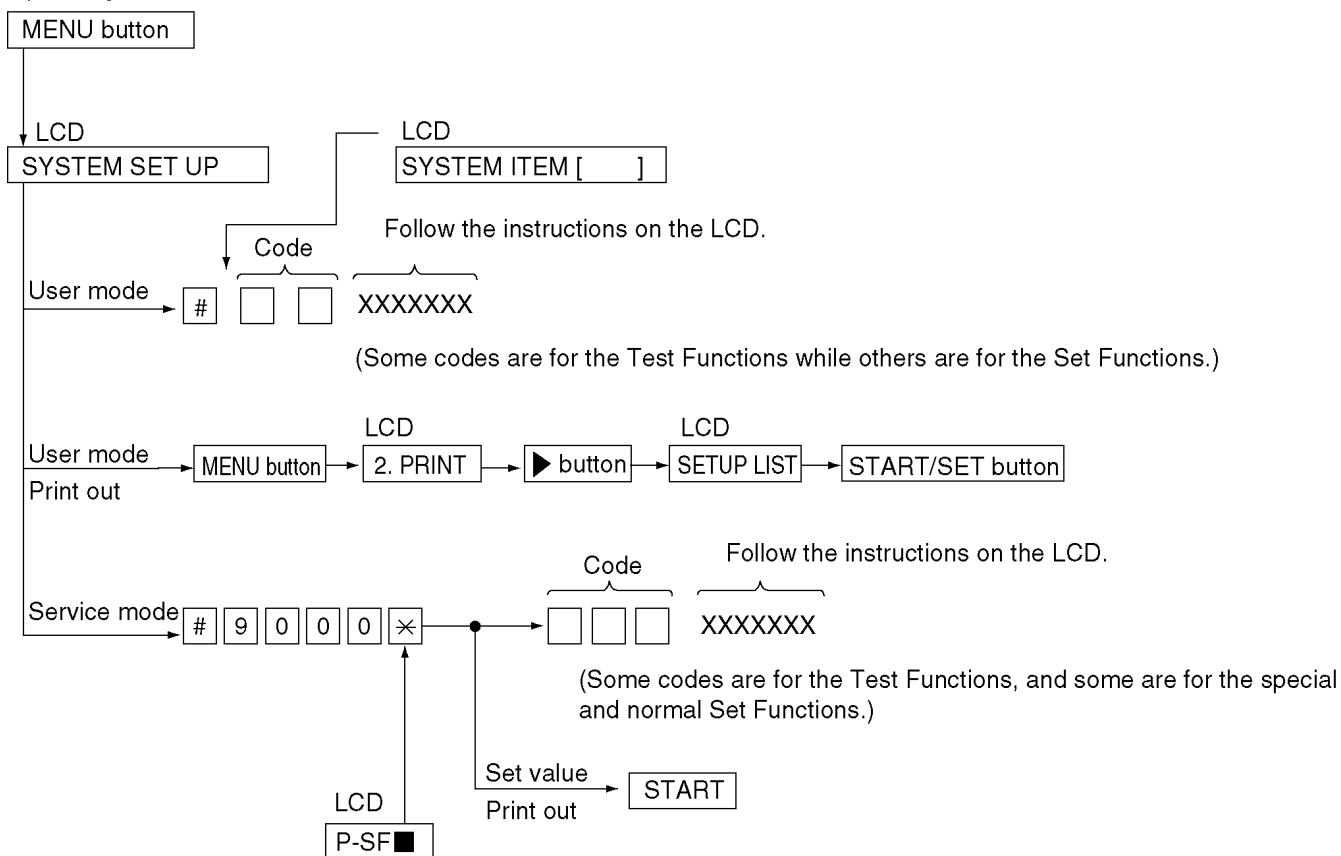 MENU button
LCD
SYSTEM SET UP
LCD
SYSTEM ITEM [ ]
Follow the instructions on the LCD.
Code
User mode
# XXXXXXX
(Some codes are for the Test Functions while others are for the Set Functions.)
User mode
Print out
MENU button
LCD
2. PRINT
▶ button
LCD
SETUP LIST
START/SET button
Service mode
# 9 0 0 0 *
Code
Follow the instructions on the LCD.
XXXXXXX
(Some codes are for the Test Functions, and some are for the special
and normal Set Functions.)
Set value
Print out
START
LCD
P-SF■